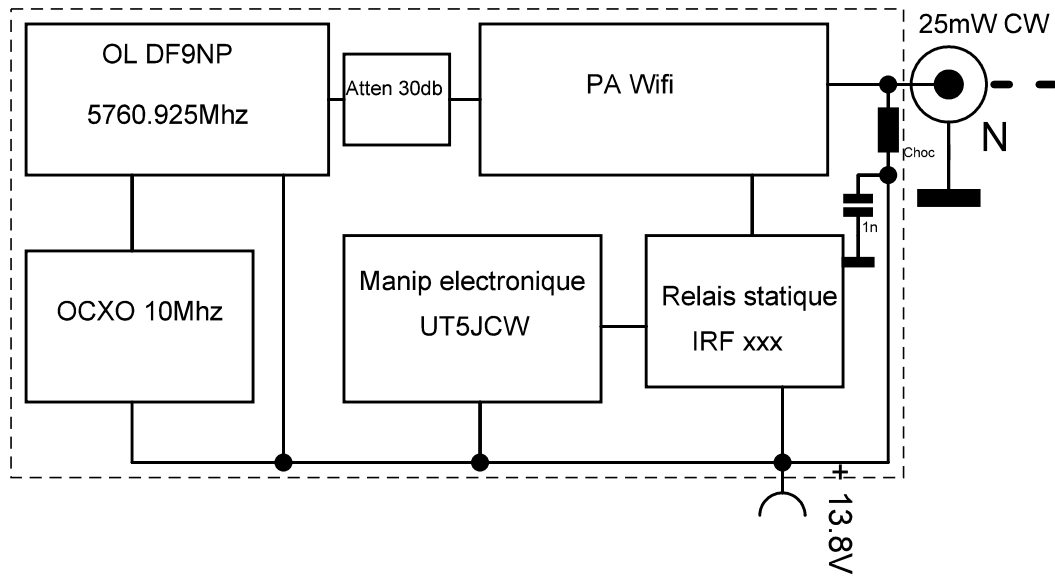 25mW CW
OL DF9NP
5760.925Mhz
Atten 30db
PA Wifi
N
Choc
1n
OCXO 10Mhz
Manip electronique
UT5JCW
Relais statique
IRF xxx
+ 13.8V